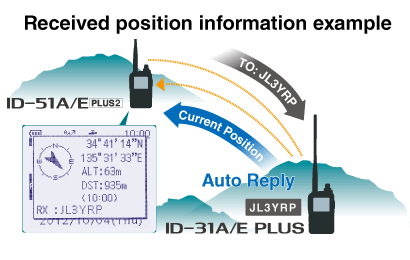 Received position information example
TO: JL3YRP
ID-51A/E PLUS2
Current Position
10:00
34°41'14"N
135°31'33"E
ALT:63m
DST:935m
(10:00)
RX :JL3YRP
2012/10/04(Thu)
Auto Reply
JL3YRP
ID-31A/E PLUS